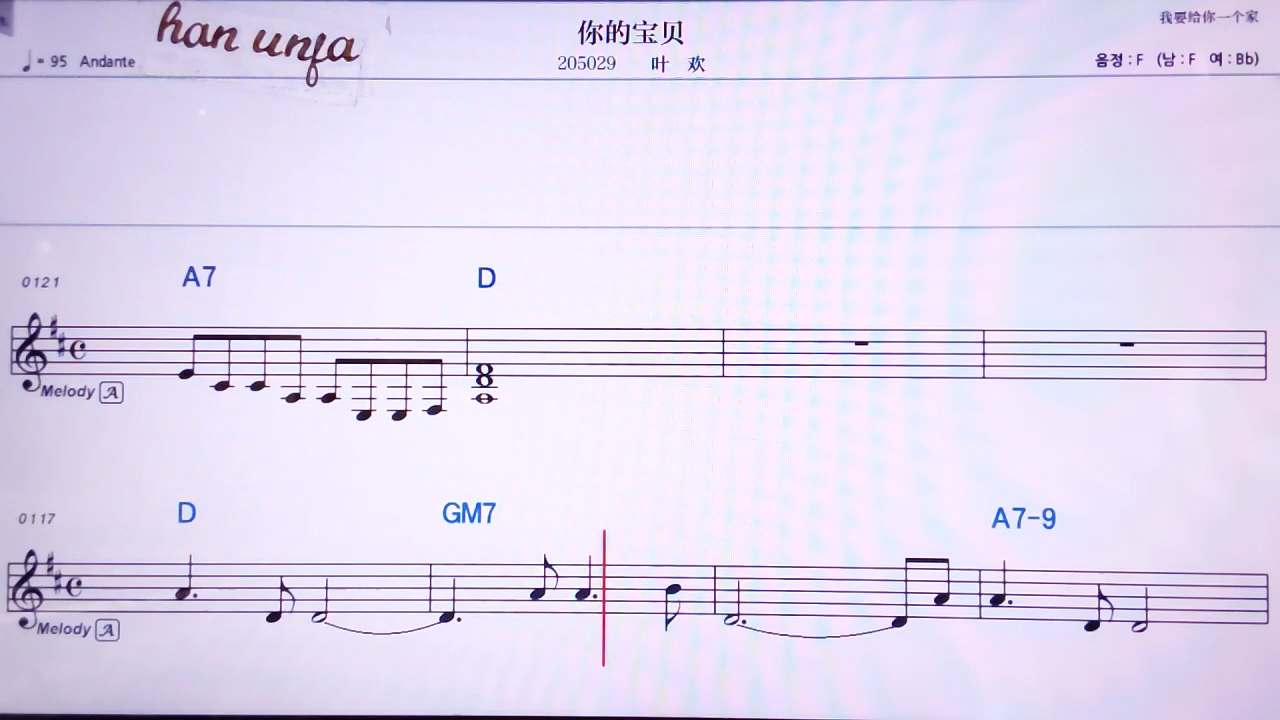 han unfa
你的宝贝
我要给你一个家
♩= 95 Andante
205029 叶 欢
음정 : F (남 : F 여 : Bb)
0121 A7 D
Melody A
0117 D GM7 A7-9
Melody A